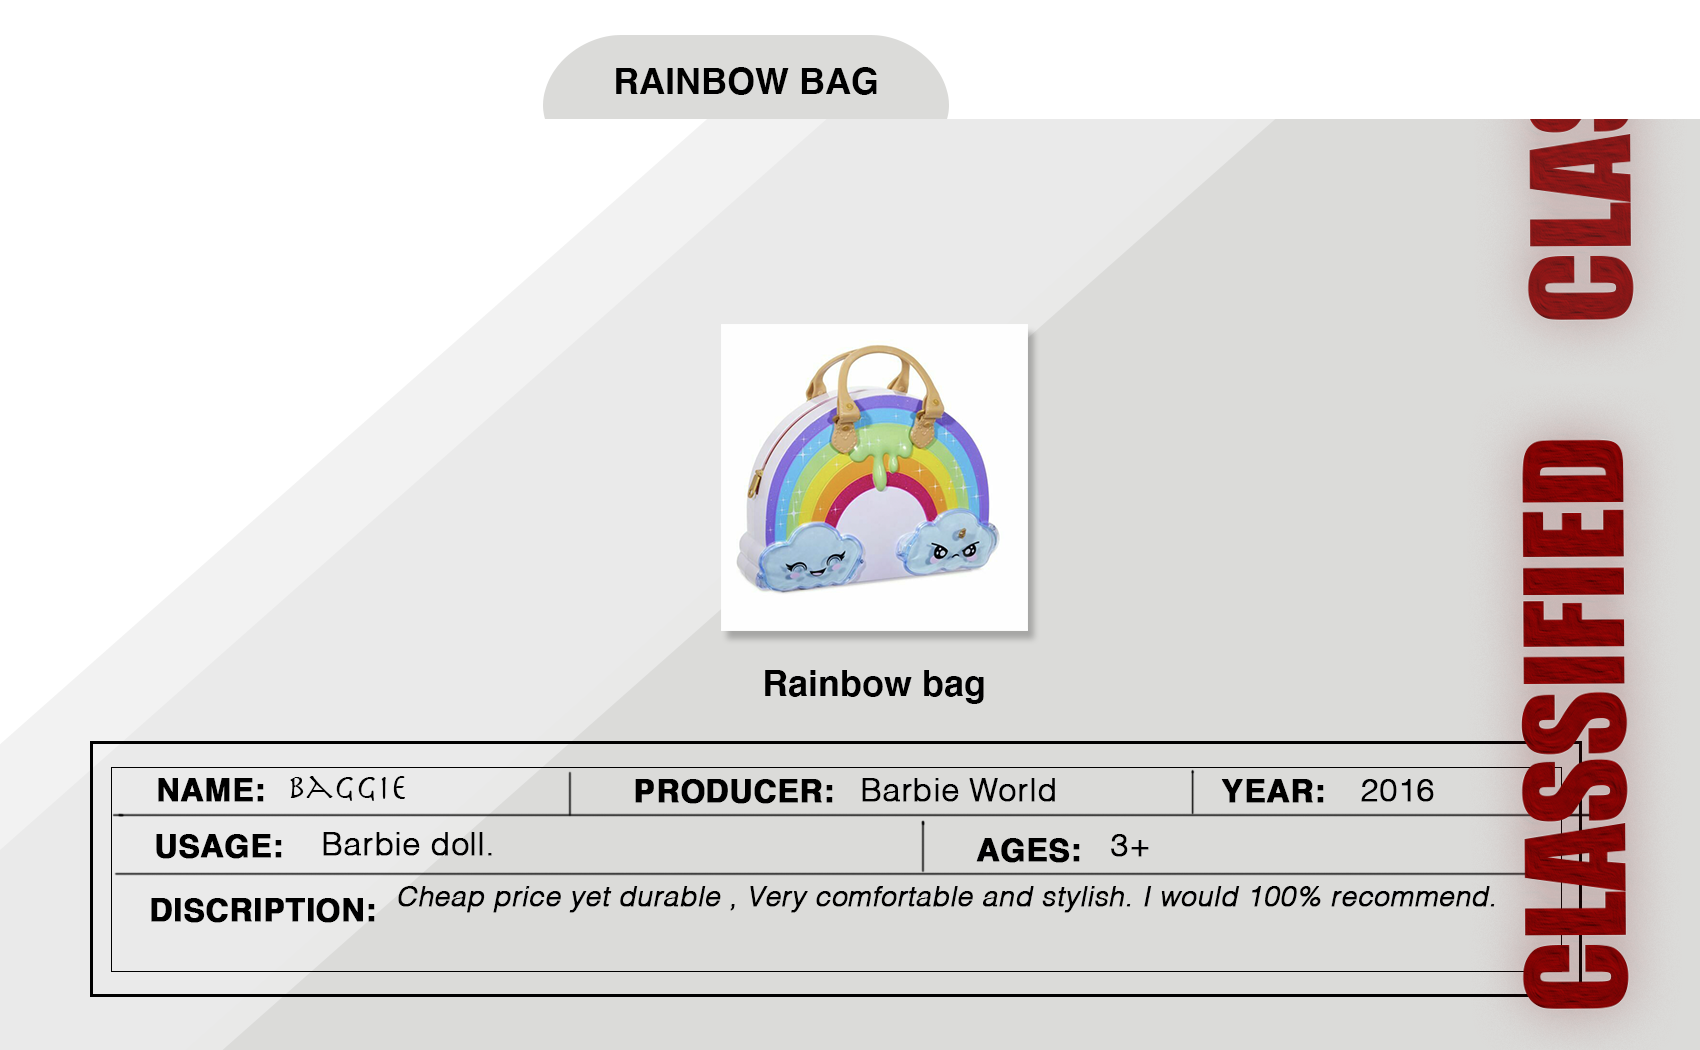 RAINBOW BAG
CLAS
CLASSIFIED
Rainbow bag
NAME: BAGGIE PRODUCER: Barbie World YEAR: 2016
USAGE: Barbie doll. AGES: 3+
DISCRIPTION: Cheap price yet durable , Very comfortable and stylish. I would 100% recommend.